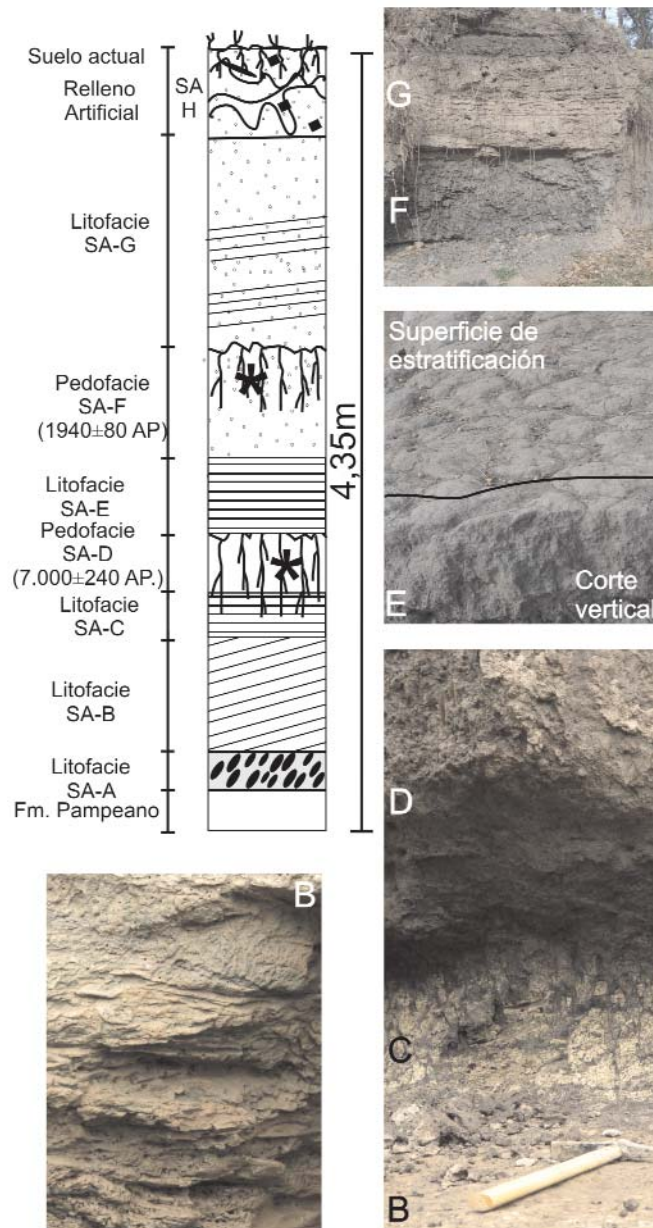 Suelo actual
Relleno
Artificial
SA
H
Litofacie
SA-G
Pedofacie
SA-F
(1940±80 AP)
Litofacie
SA-E
Pedofacie
SA-D
(7.000±240 AP.)
Litofacie
SA-C
Litofacie
SA-B
Litofacie
SA-A
Fm. Pampeano
4,35m
G
F
Superficie de
estratificación
Corte
vertical
E
D
C
B
B